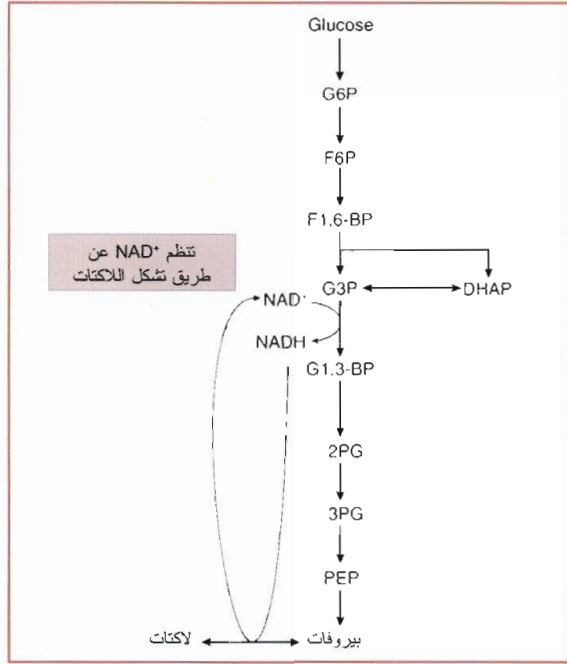 Glucose
G6P
F6P
F1.6-BP
تنظم NAD⁺ عن
طريق تشكل اللاكتات
G3P
DHAP
NAD⁺
NADH
G1.3-BP
2PG
3PG
PEP
لاكتات
بيروفات